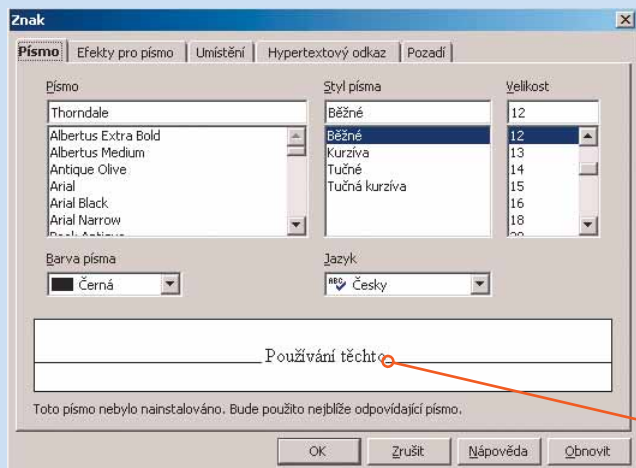 Znak
Písmo Efekty pro písmo Umístění Hypertextový odkaz Pozadí
Písmo Styl písma Velikost
Thorndale Běžné 12
Albertus Extra Bold Běžné 12
Albertus Medium Kurzíva 13
Antique Olive Tučné 14
Arial Tučná kurzíva 15
Arial Black 16
Arial Narrow 18
Barva písma Jazyk
Černá ABC Česky
Používání těchto
Toto písmo nebylo nainstalováno. Bude použito nejblíže odpovídající písmo.
OK Zrušit Nápověda Obnovit